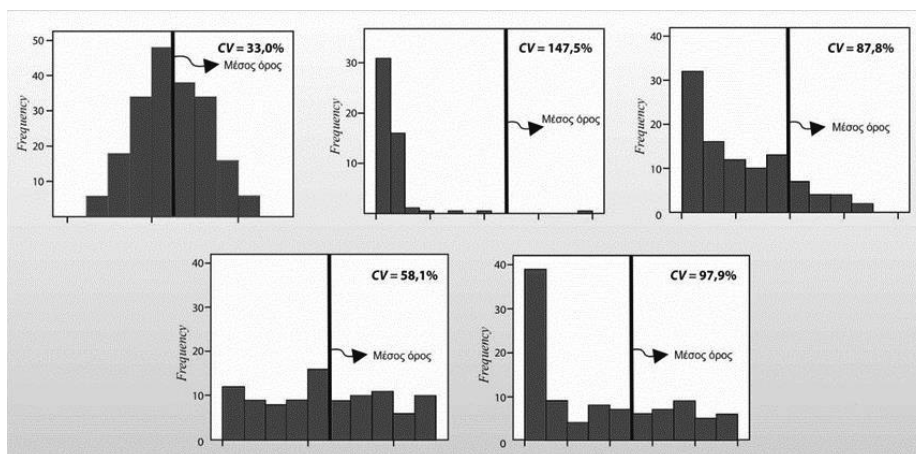 50
40
30
20
10
Frequency
CV = 33,0%
Μέσος όρος
30
20
10
Frequency
CV = 147,5%
Μέσος όρος
40
30
20
10
0
Frequency
CV = 87,8%
Μέσος όρος
40
30
20
10
0
Frequency
CV = 58,1%
Μέσος όρος
40
30
20
10
0
Frequency
CV = 97,9%
Μέσος όρος